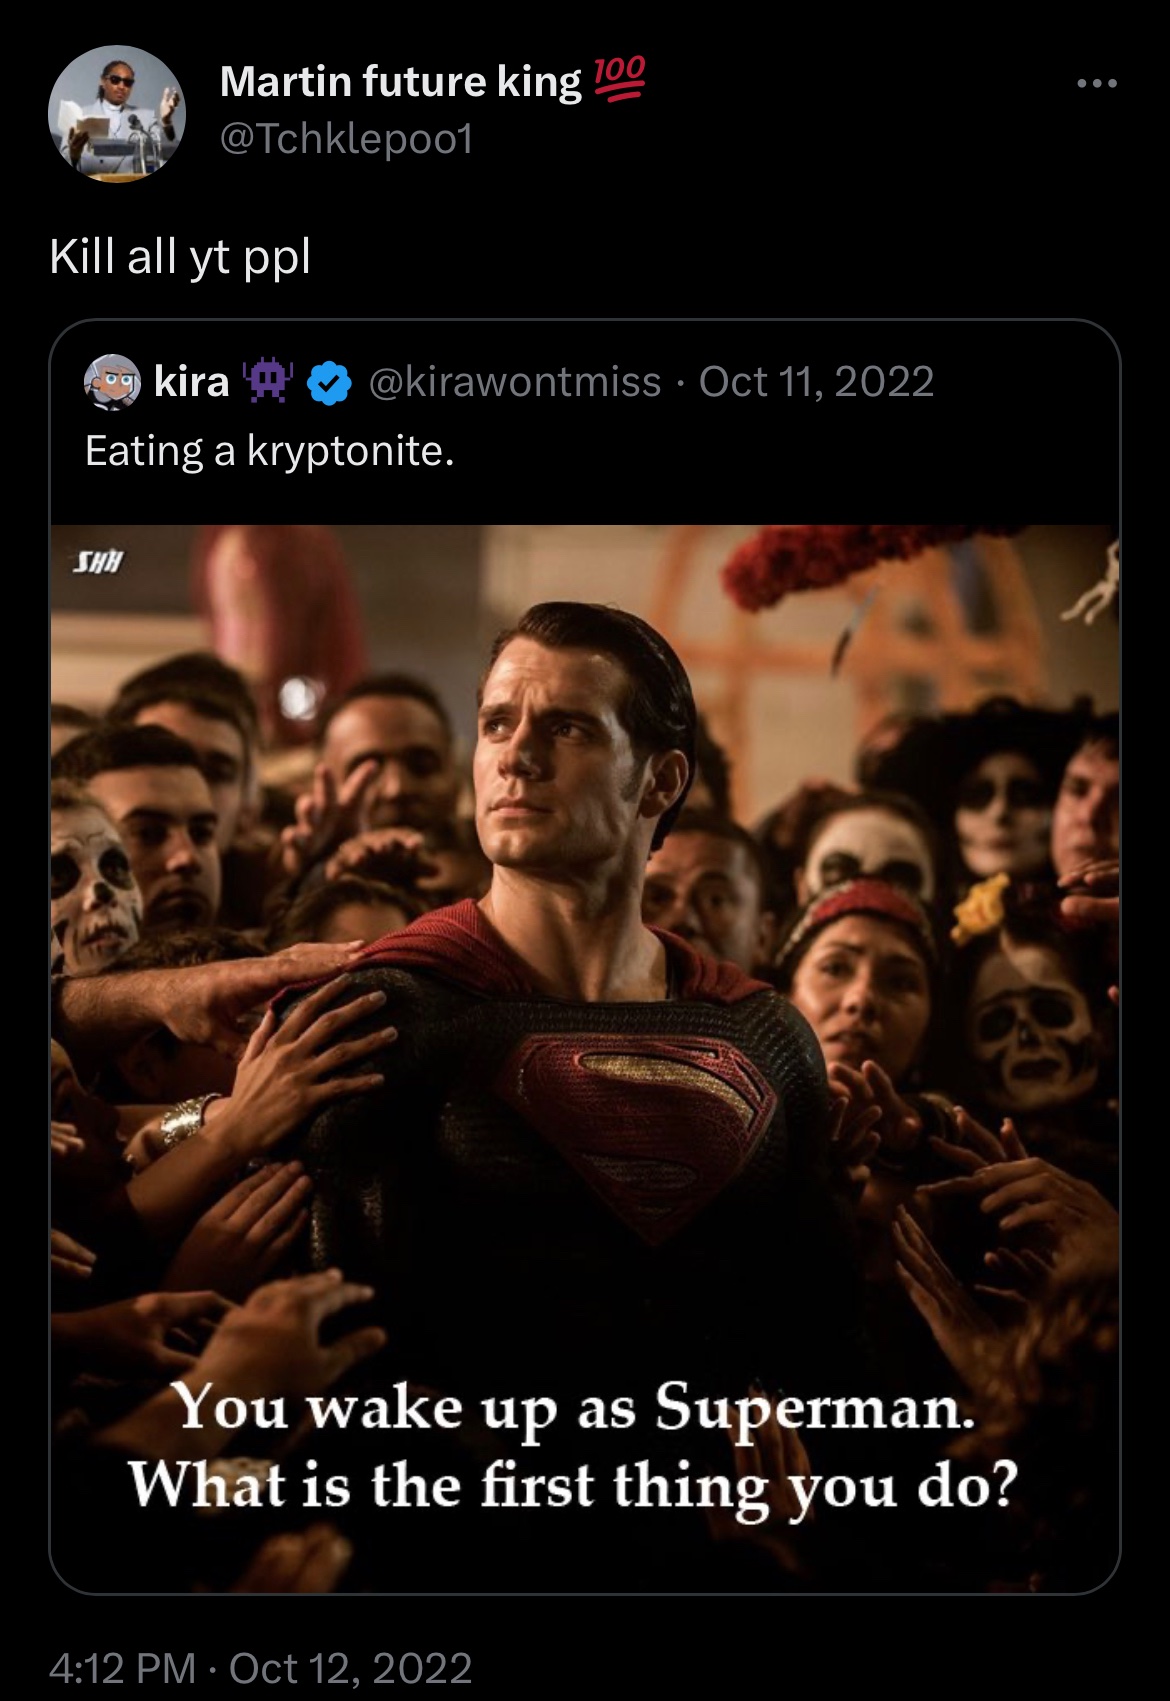 Martin future king 💯
@Tchklepoo1
Kill all yt ppl
kira 👾 @kirawontmiss · Oct 11, 2022
Eating a kryptonite.
SHH
You wake up as Superman.
What is the first thing you do?
4:12 PM · Oct 12, 2022